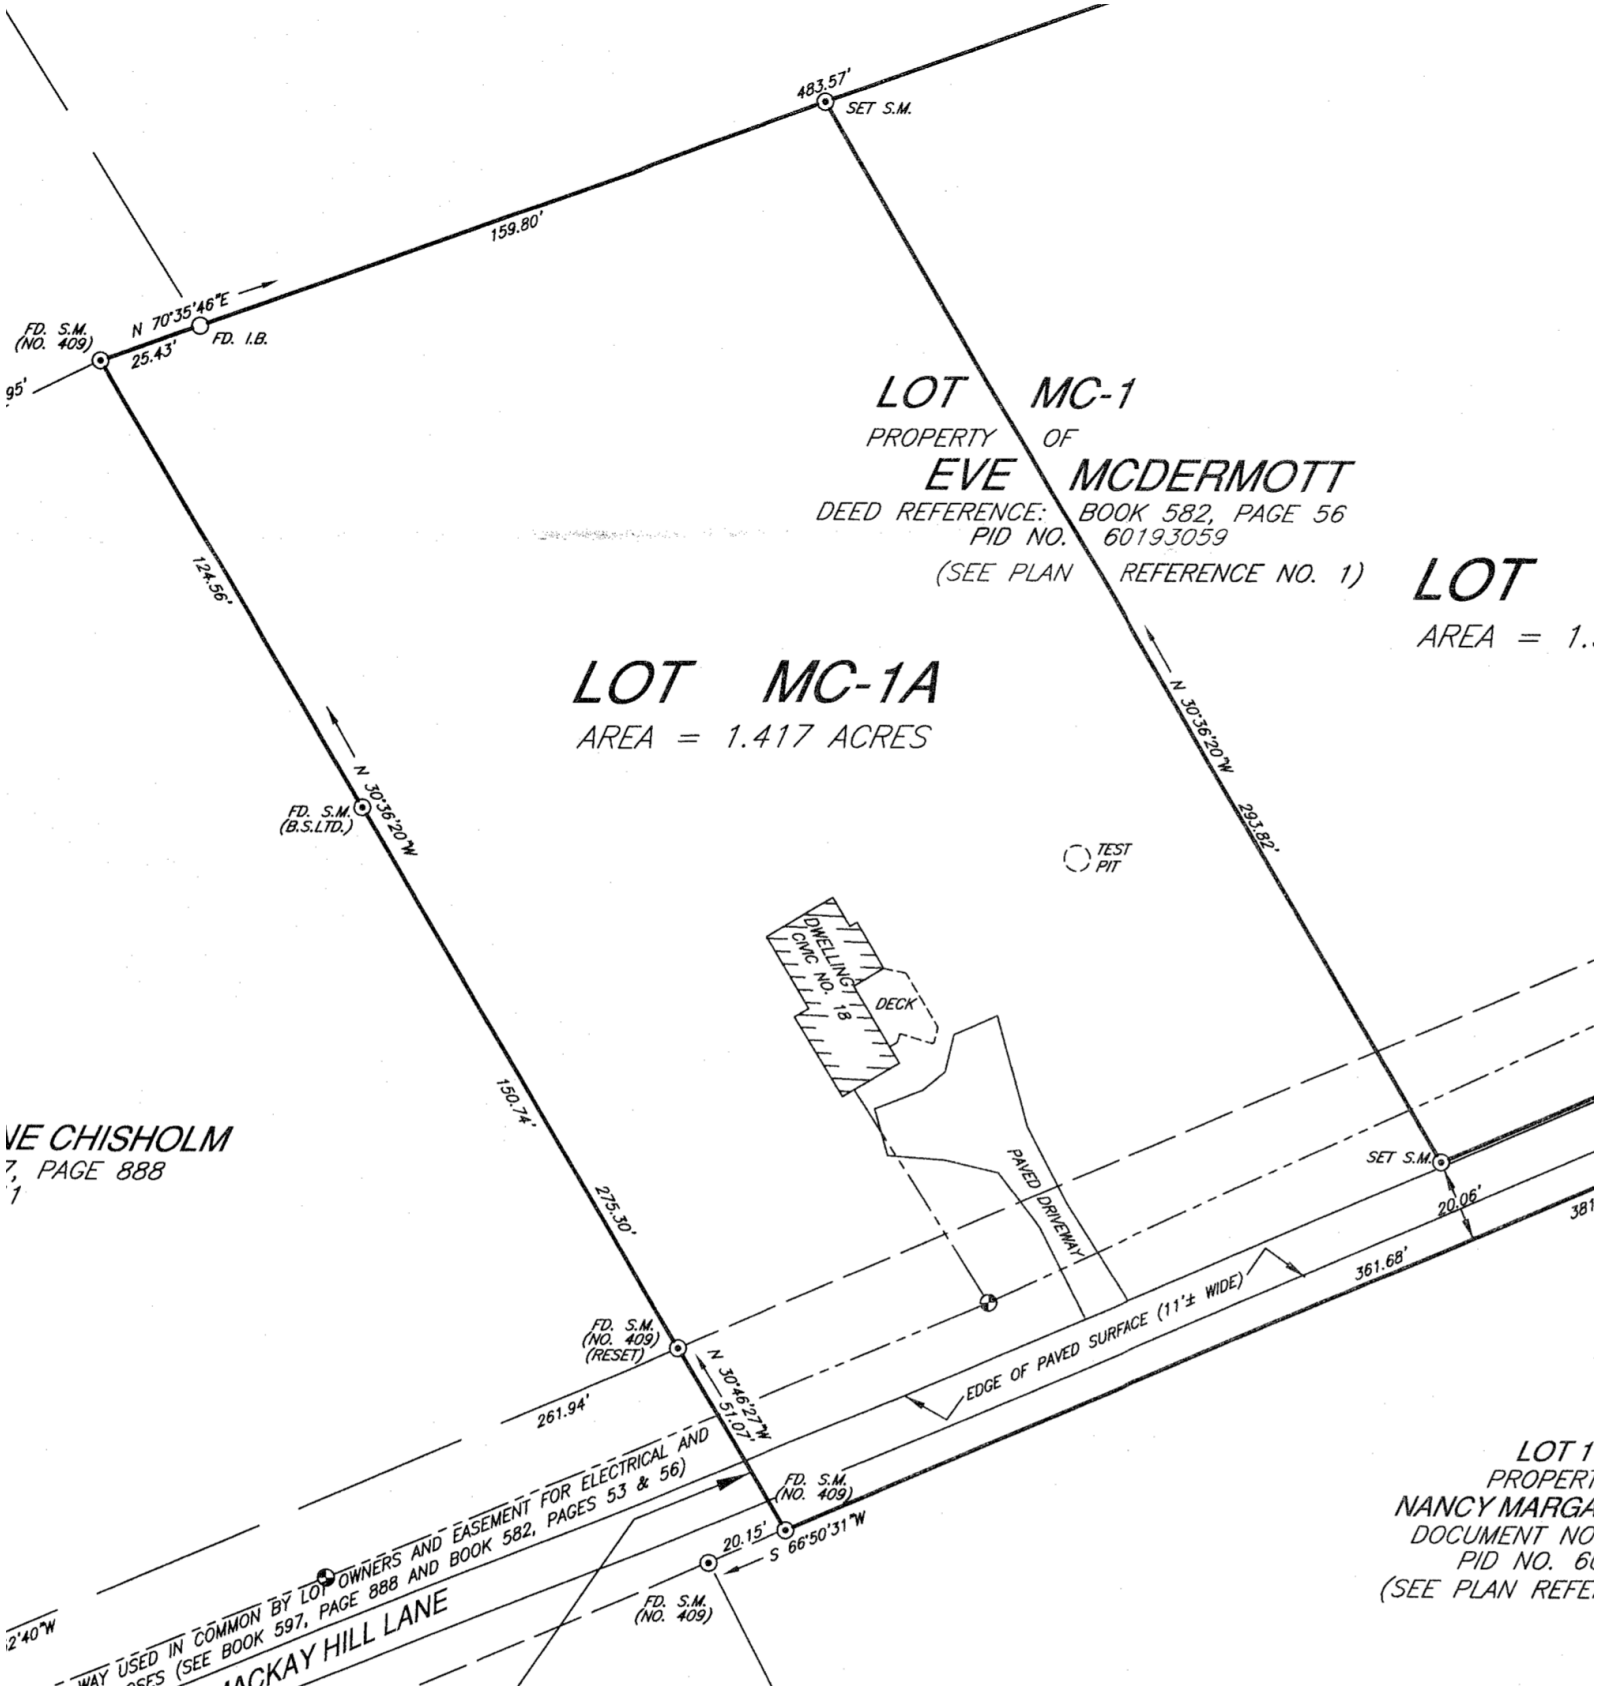 483.57'
SET S.M.
159.80'
N 70°35'46"E
FD. S.M.
(NO. 409)
25.43'
FD. I.B.
95'
LOT MC-1
PROPERTY OF
EVE MCDERMOTT
DEED REFERENCE: BOOK 582, PAGE 56
PID NO. 60193059
(SEE PLAN REFERENCE NO. 1)
124.56'
LOT
AREA = 1.
LOT MC-1A
AREA = 1.417 ACRES
N 30°36'20"W
N 30°36'20"W
FD. S.M.
(B.S.LTD.)
293.82'
TEST
PIT
DWELLING
CIVIC NO. 18
DECK
150.74'
NE CHISHOLM
7, PAGE 888
1
PAVED DRIVEWAY
SET S.M.
275.30'
20.06'
381
361.68'
FD. S.M.
(NO. 409)
(RESET)
EDGE OF PAVED SURFACE (11'± WIDE)
N 30°46'27"W
51.07'
261.94'
FD. S.M.
(NO. 409)
20.15'
S 66°50'31"W
FD. S.M.
(NO. 409)
LOT 1
PROPERT
NANCY MARGA
DOCUMENT NO
PID NO. 60
(SEE PLAN REFE
2'40"W
WAY USED IN COMMON BY LOT OWNERS AND EASEMENT FOR ELECTRICAL AND
OSES (SEE BOOK 597, PAGE 888 AND BOOK 582, PAGES 53 & 56)
MACKAY HILL LANE